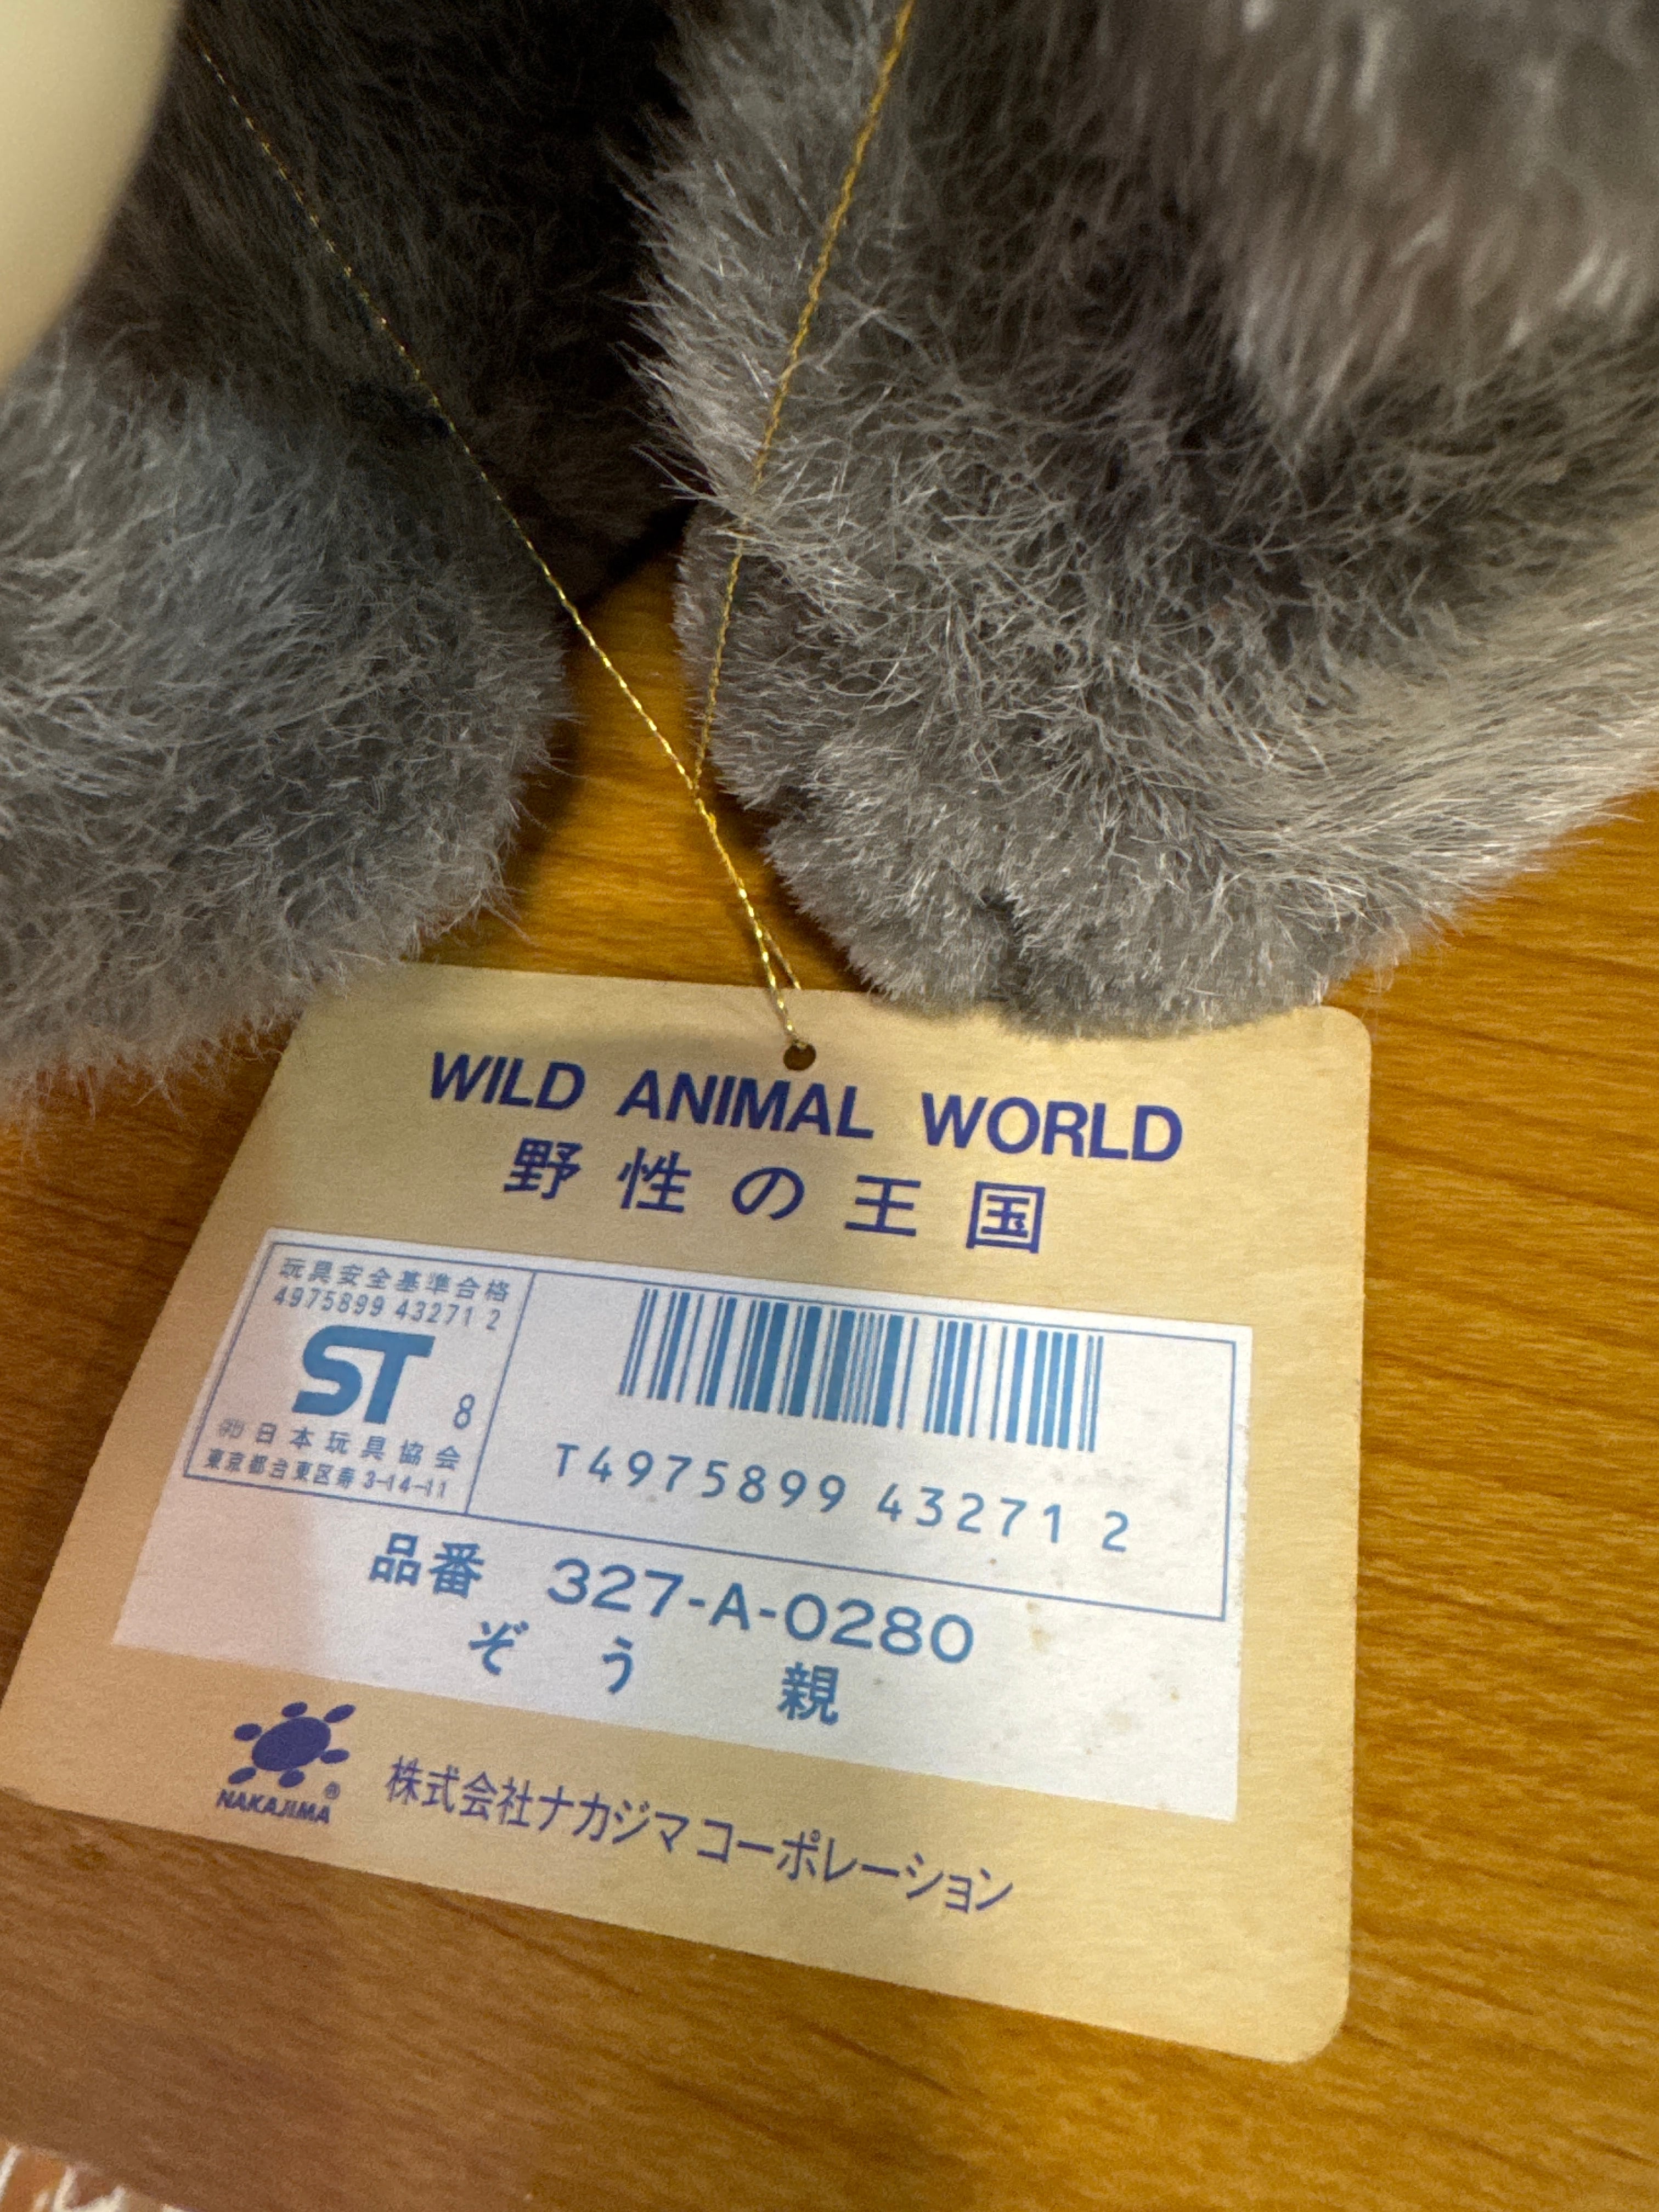 WILD ANIMAL WORLD
野性の王国
玩具安全基準合格
4975899 43271 2
ST 8
㈳日本玩具協会
東京都台東区寿3-14-11
T4975899 43271 2
品番 327-A-0280
ぞう 親
NAKAJIMA®
株式会社ナカジマコーポレーション